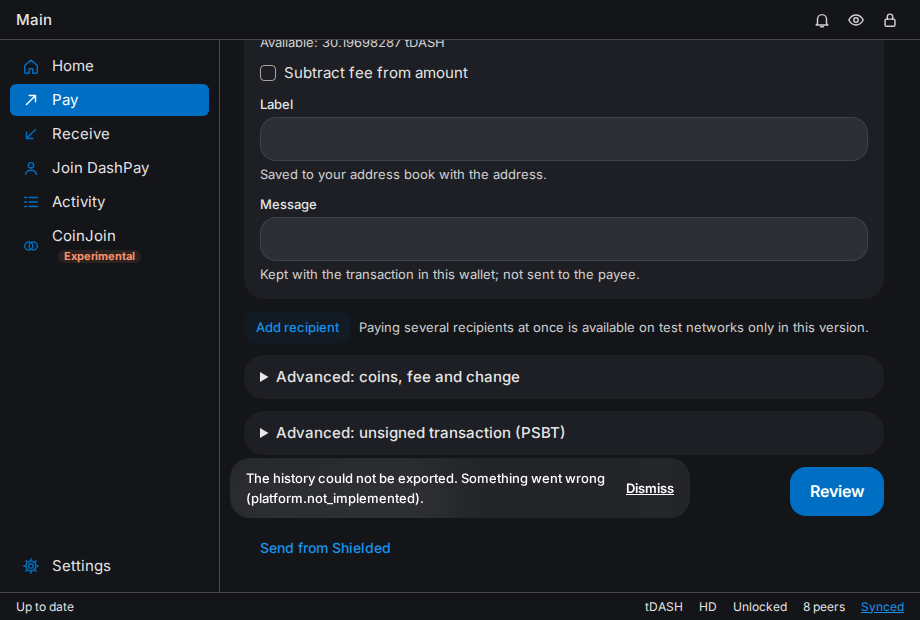 Main
Home
Pay
Receive
Join DashPay
Activity
CoinJoin
Experimental
Settings
Available: 30.19698287 tDASH
Subtract fee from amount
Label
Saved to your address book with the address.
Message
Kept with the transaction in this wallet; not sent to the payee.
Add recipient Paying several recipients at once is available on test networks only in this version.
Advanced: coins, fee and change
Advanced: unsigned transaction (PSBT)
The history could not be exported. Something went wrong
(platform.not_implemented).
Dismiss
Review
Send from Shielded
Up to date
tDASH HD Unlocked 8 peers Synced